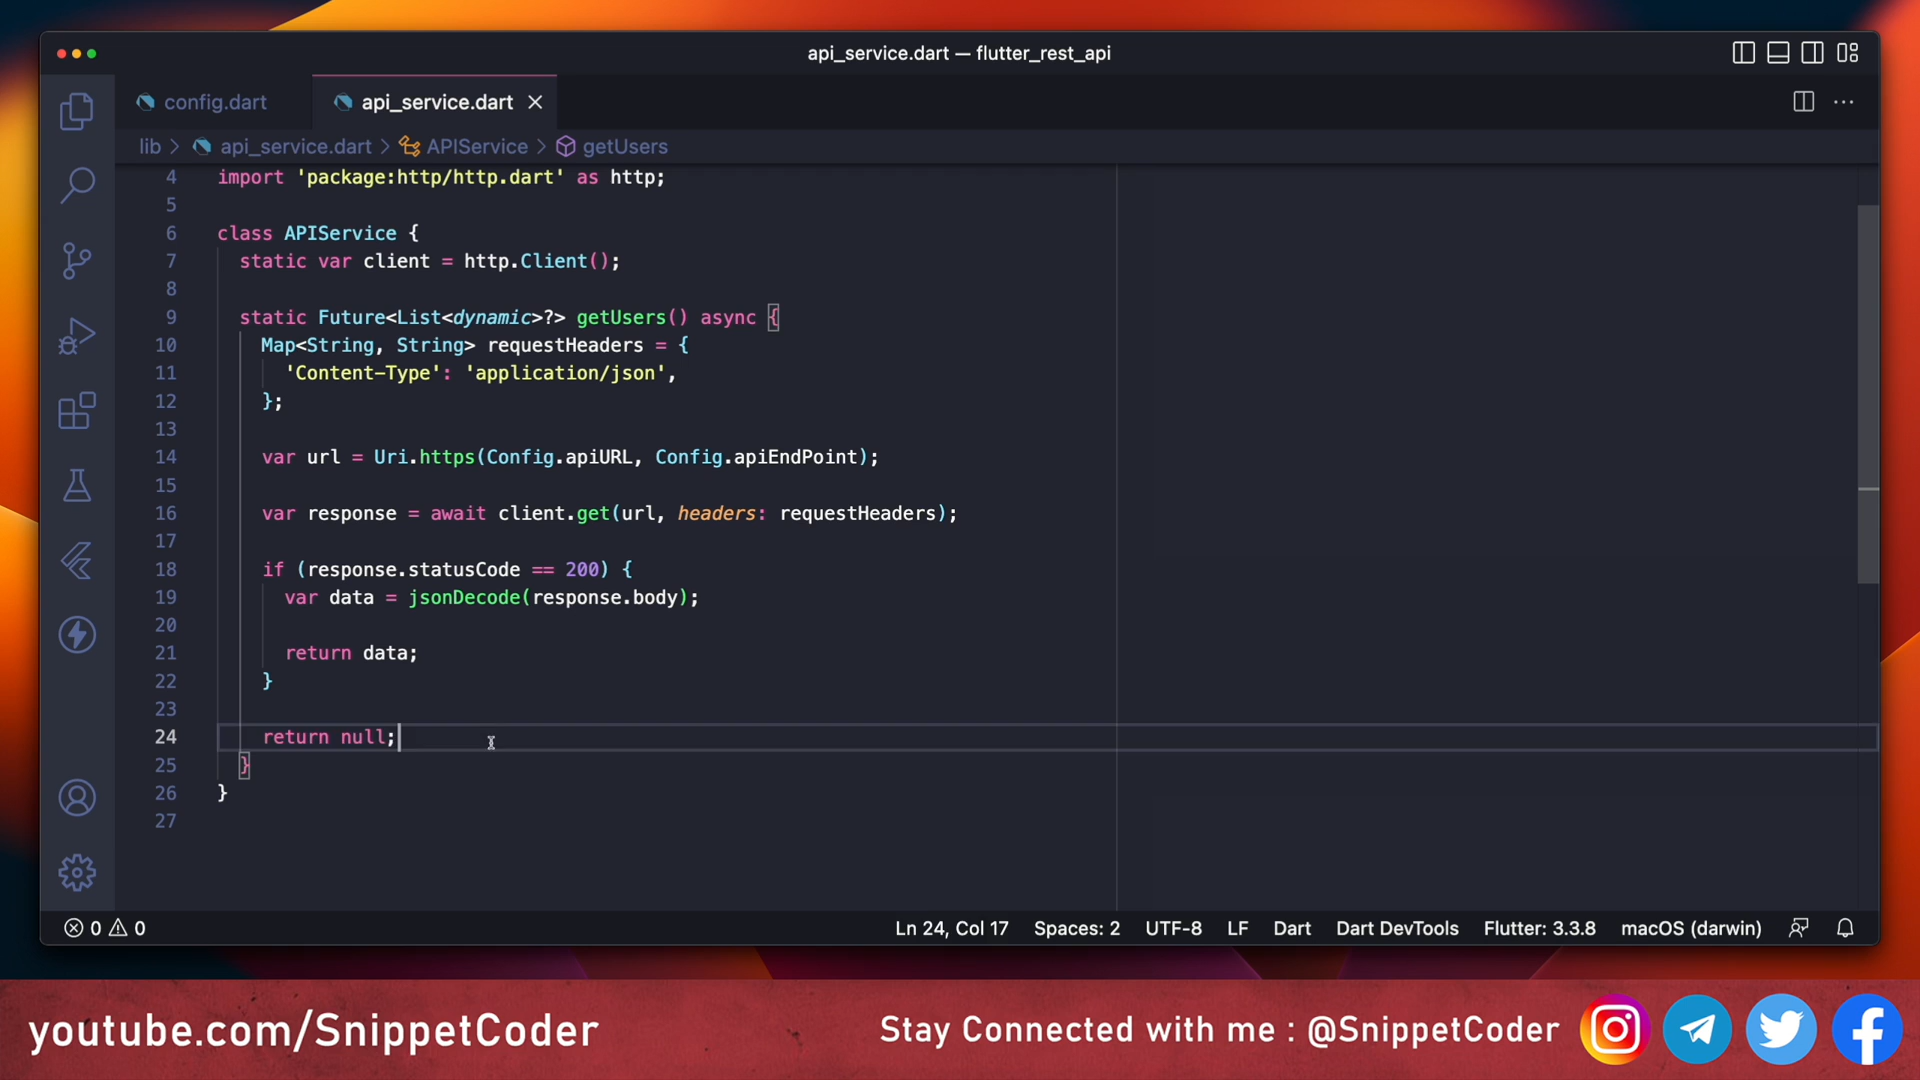 api_service.dart — flutter_rest_api
config.dart
api_service.dart
lib > api_service.dart > APIService > getUsers
4 import 'package:http/http.dart' as http;
5
6 class APIService {
7 static var client = http.Client();
8
9 static Future<List<dynamic>?> getUsers() async {
10 Map<String, String> requestHeaders = {
11 'Content-Type': 'application/json',
12 };
13
14 var url = Uri.https(Config.apiURL, Config.apiEndPoint);
15
16 var response = await client.get(url, headers: requestHeaders);
17
18 if (response.statusCode == 200) {
19 var data = jsonDecode(response.body);
20
21 return data;
22 }
23
24 return null;
25 }
26 }
27
0 0 Ln 24, Col 17 Spaces: 2 UTF-8 LF Dart Dart DevTools Flutter: 3.3.8 macOS (darwin)
youtube.com/SnippetCoder
Stay Connected with me : @SnippetCoder